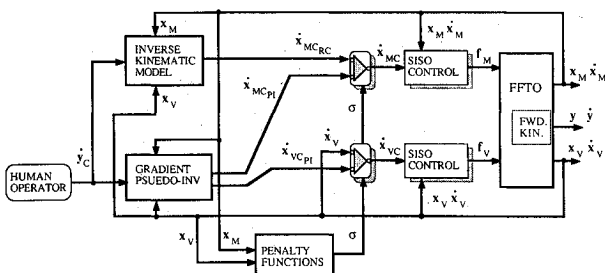 x_M
x_M ẋ_M
INVERSE
KINEMATIC
MODEL
ẋ_MC_RC
ẋ_MC
SISO
CONTROL
f_M
FFTO
x_M ẋ_M
x_V
ẋ_MC_PI
σ
FWD.
KIN.
y ẏ
ẏ_C
ẋ_V
x_V ẋ_V
HUMAN
OPERATOR
GRADIENT
PSUEDO-INV
ẋ_VC_PI
ẋ_VC
SISO
CONTROL
f_V
x_V
x_M
σ
x_V ẋ_V
PENALTY
FUNCTIONS